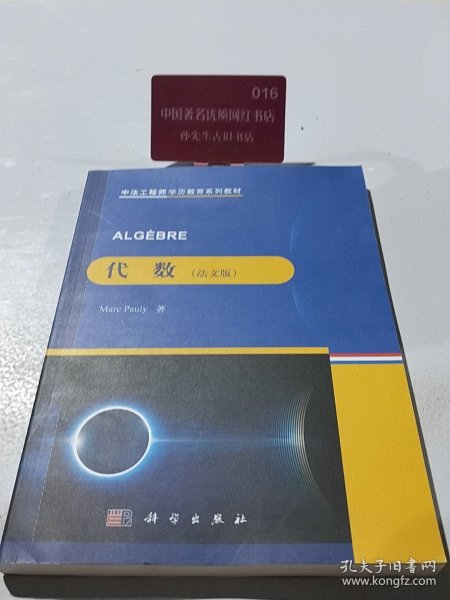 016
中国著名优质网红书店
孙先生古旧书店
中法工程师学历教育系列教材
ALGÈBRE
代 数 (法文版)
Marc Pauly 著
科学出版社
孔夫子旧书网
www.kongfz.com